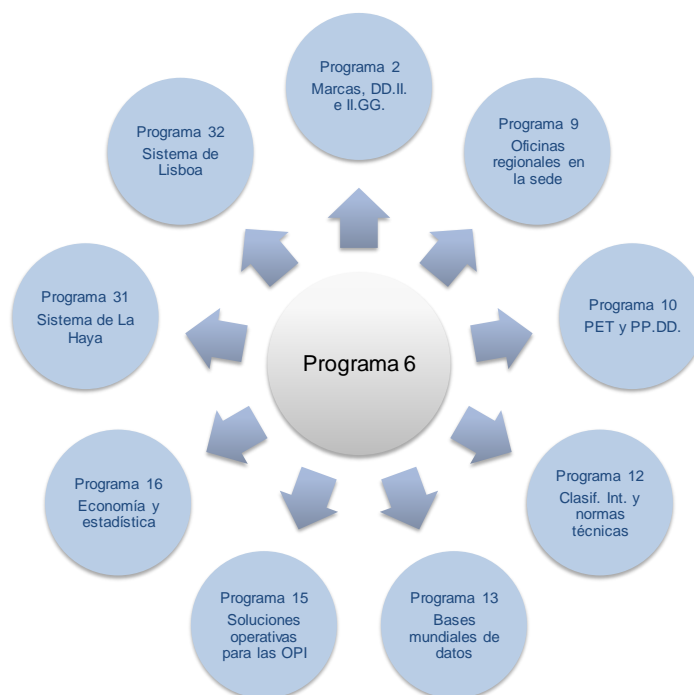 Programa 2
Marcas, DD.II.
e II.GG.
Programa 9
Oficinas
regionales en
la sede
Programa 10
PET y PP.DD.
Programa 12
Clasif. Int. y
normas
técnicas
Programa 13
Bases
mundiales de
datos
Programa 15
Soluciones
operativas
para las OPI
Programa 16
Economía y
estadística
Programa 31
Sistema de La
Haya
Programa 32
Sistema de
Lisboa
Programa 6